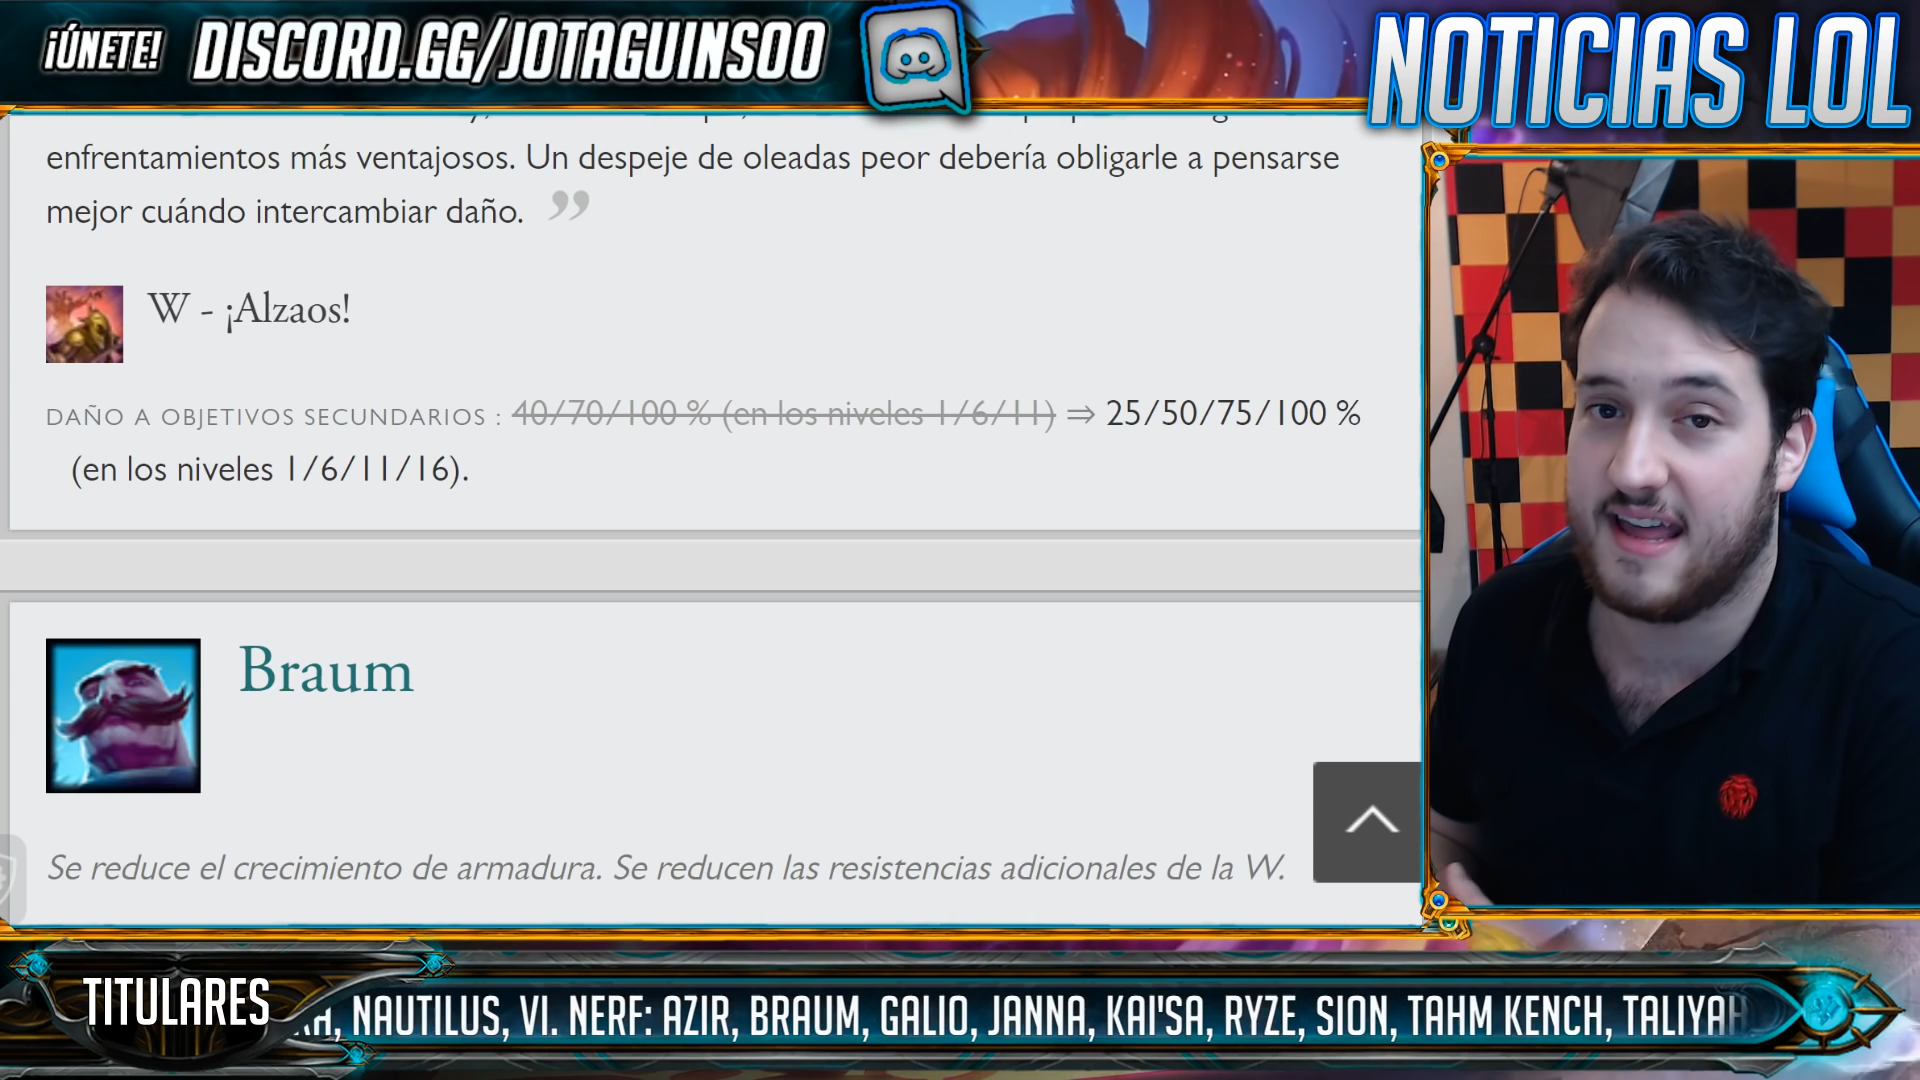 ¡ÚNETE! DISCORD.GG/JOTAGUINSOO
NOTICIAS LOL
enfrentamientos más ventajosos. Un despeje de oleadas peor debería obligarle a pensarse
mejor cuándo intercambiar daño. ”
W - ¡Alzaos!
DAÑO A OBJETIVOS SECUNDARIOS : 40/70/100 % (en los niveles 1/6/11) ⇒ 25/50/75/100 %
(en los niveles 1/6/11/16).
Braum
Se reduce el crecimiento de armadura. Se reducen las resistencias adicionales de la W.
TITULARES
, NAUTILUS, VI. NERF: AZIR, BRAUM, GALIO, JANNA, KAI'SA, RYZE, SION, TAHM KENCH, TALIYAH